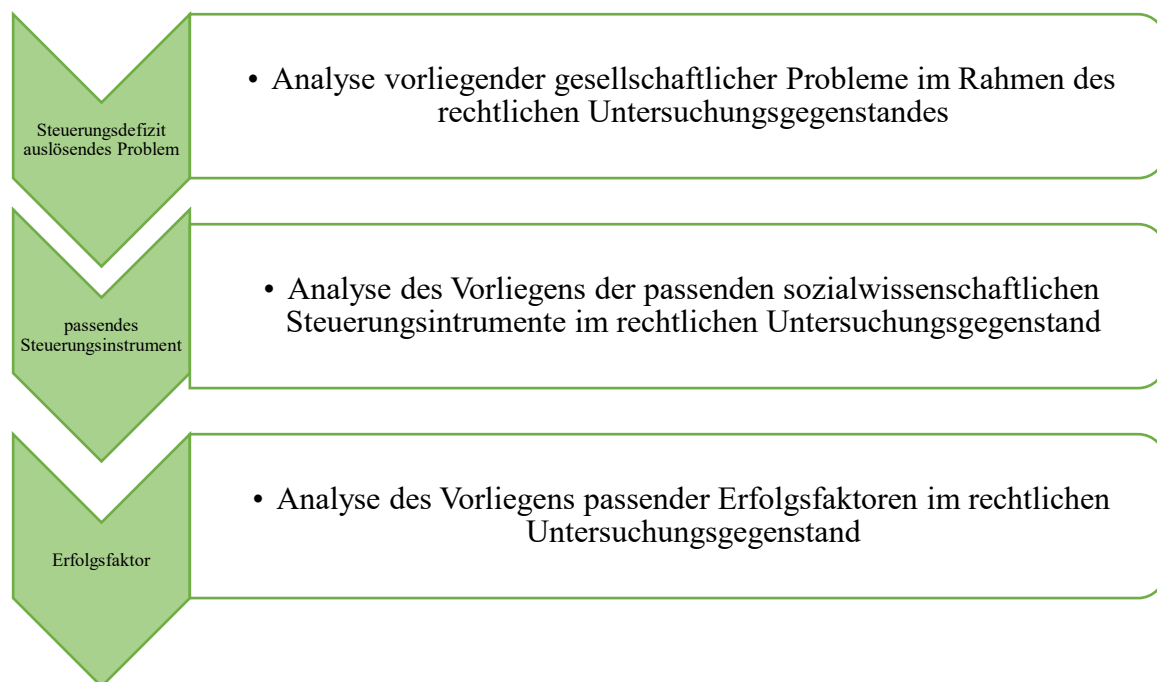 Steuerungsdefizit
auslösendes Problem
• Analyse vorliegender gesellschaftlicher Probleme im Rahmen des
rechtlichen Untersuchungsgegenstandes
passendes
Steuerungsinstrument
• Analyse des Vorliegens der passenden sozialwissenschaftlichen
Steuerungsintrumente im rechtlichen Untersuchungsgegenstand
Erfolgsfaktor
• Analyse des Vorliegens passender Erfolgsfaktoren im rechtlichen
Untersuchungsgegenstand